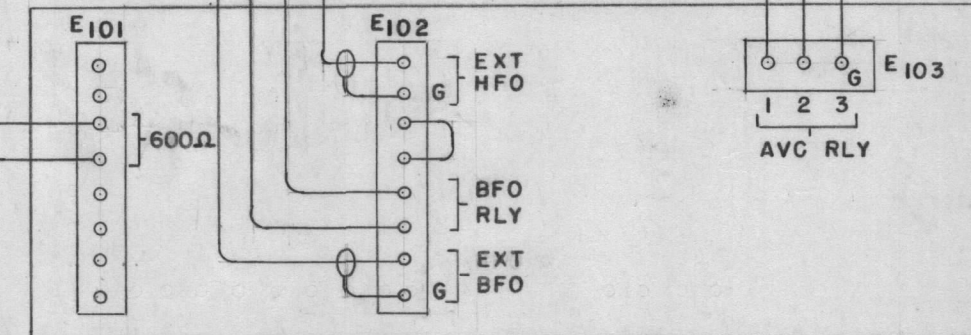 E101
600Ω
E102
EXT
HFO
G
BFO
RLY
EXT
BFO
G
E103
G
1 2 3
AVC RLY